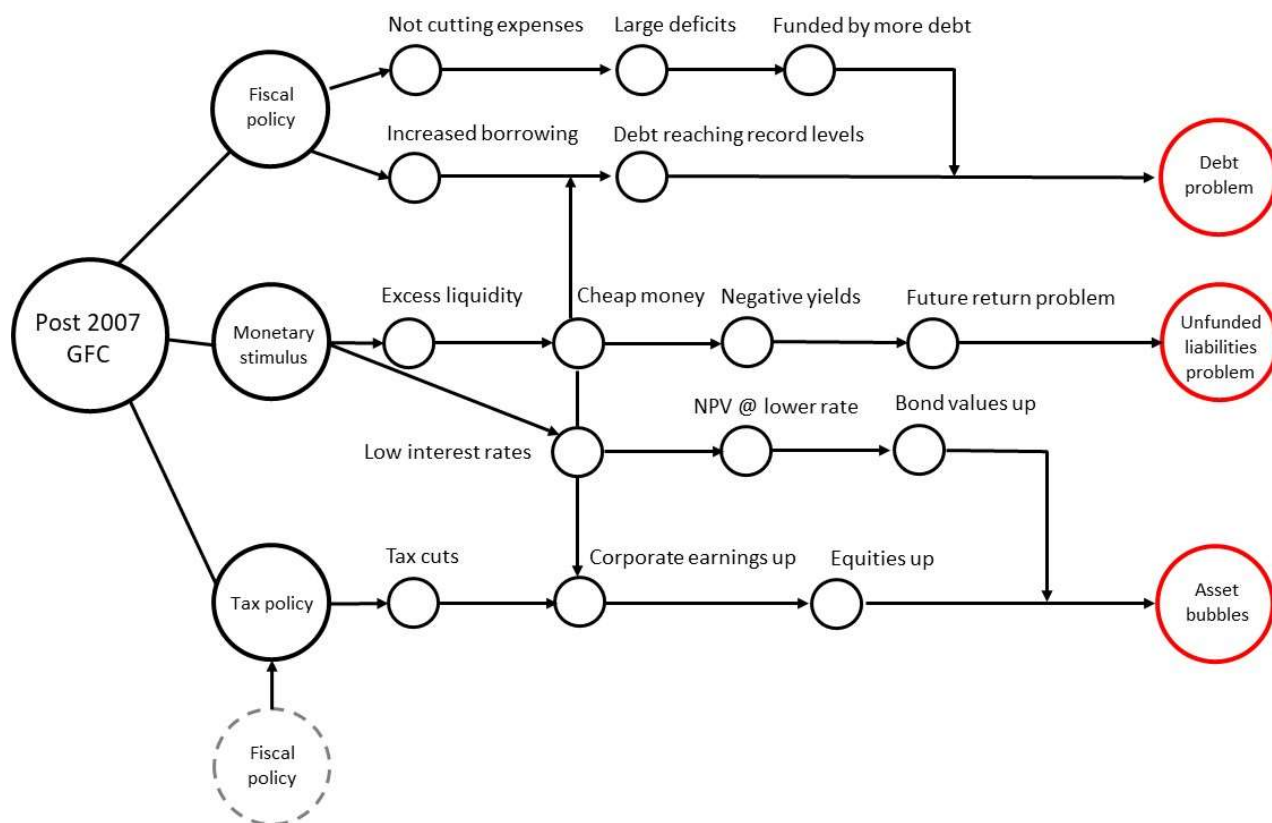 Not cutting expenses
Large deficits
Funded by more debt
Fiscal
policy
Increased borrowing
Debt reaching record levels
Debt
problem
Post 2007
GFC
Monetary
stimulus
Excess liquidity
Cheap money
Negative yields
Future return problem
Unfunded
liabilities
problem
Low interest rates
NPV @ lower rate
Bond values up
Tax policy
Tax cuts
Corporate earnings up
Equities up
Asset
bubbles
Fiscal
policy